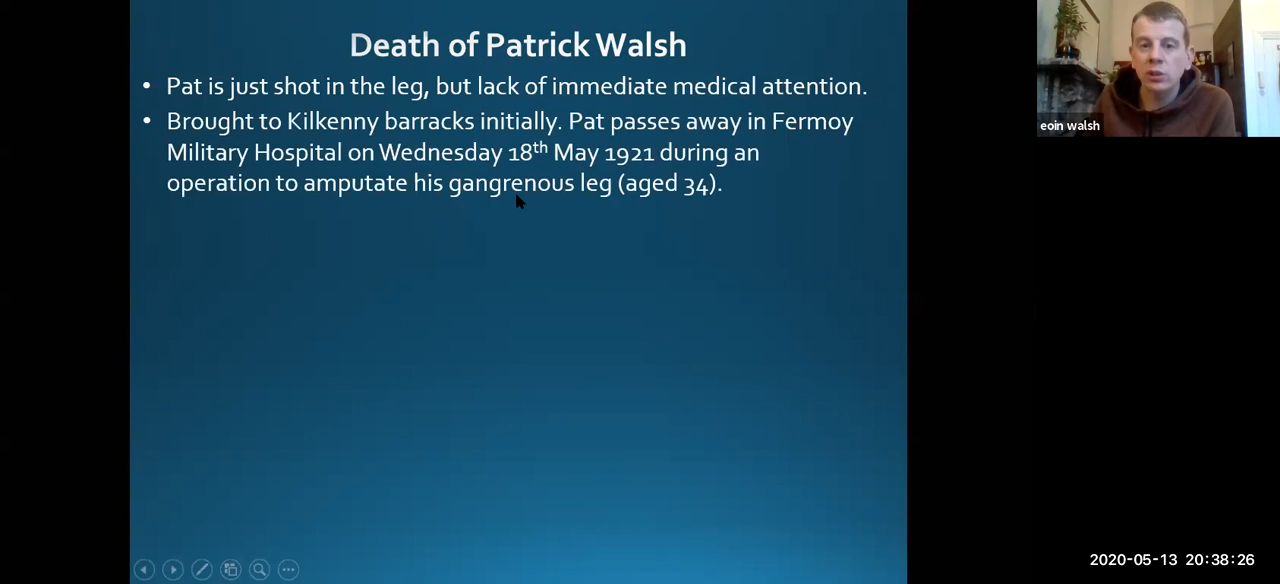 Death of Patrick Walsh
• Pat is just shot in the leg, but lack of immediate medical attention.
• Brought to Kilkenny barracks initially. Pat passes away in Fermoy
Military Hospital on Wednesday 18th May 1921 during an
operation to amputate his gangrenous leg (aged 34).
eoin walsh
2020-05-13 20:38:26